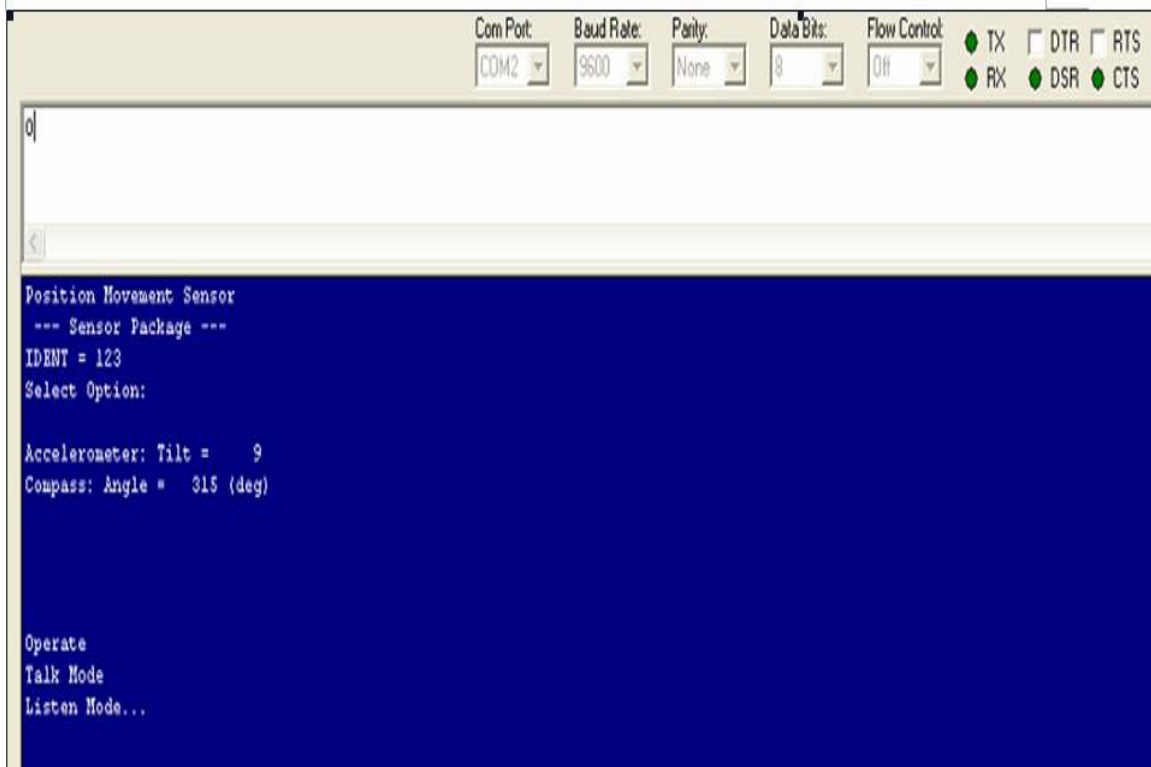 Com Port: Baud Rate: Parity: Data Bits: Flow Control:
COM2 9600 None 8 Off
TX DTR RTS
RX DSR CTS
o
Position Movement Sensor
--- Sensor Package ---
IDENT = 123
Select Option:
Accelerometer: Tilt = 9
Compass: Angle = 315 (deg)
Operate
Talk Mode
Listen Mode...